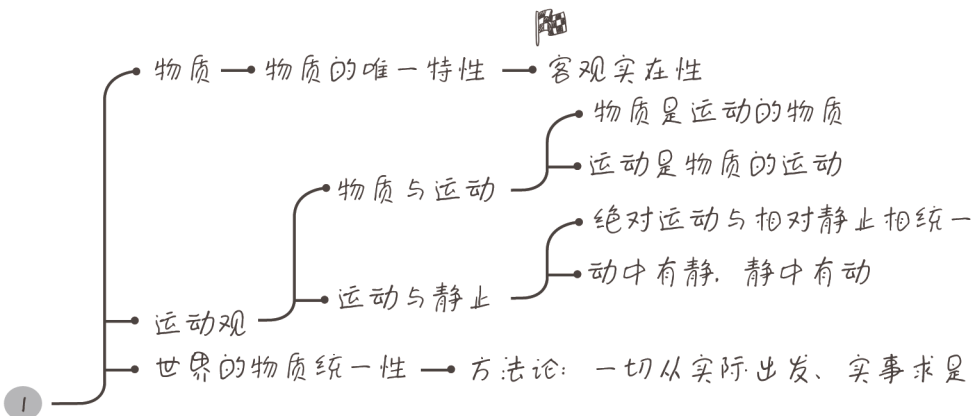 物质 物质的唯一特性 客观实在性
物质是运动的物质
运动是物质的运动
物质与运动
绝对运动与相对静止相统一
动中有静.静中有动
运动与静止
运动观
世界的物质统一性 方法论: 一切从实际出发、实事求是
1